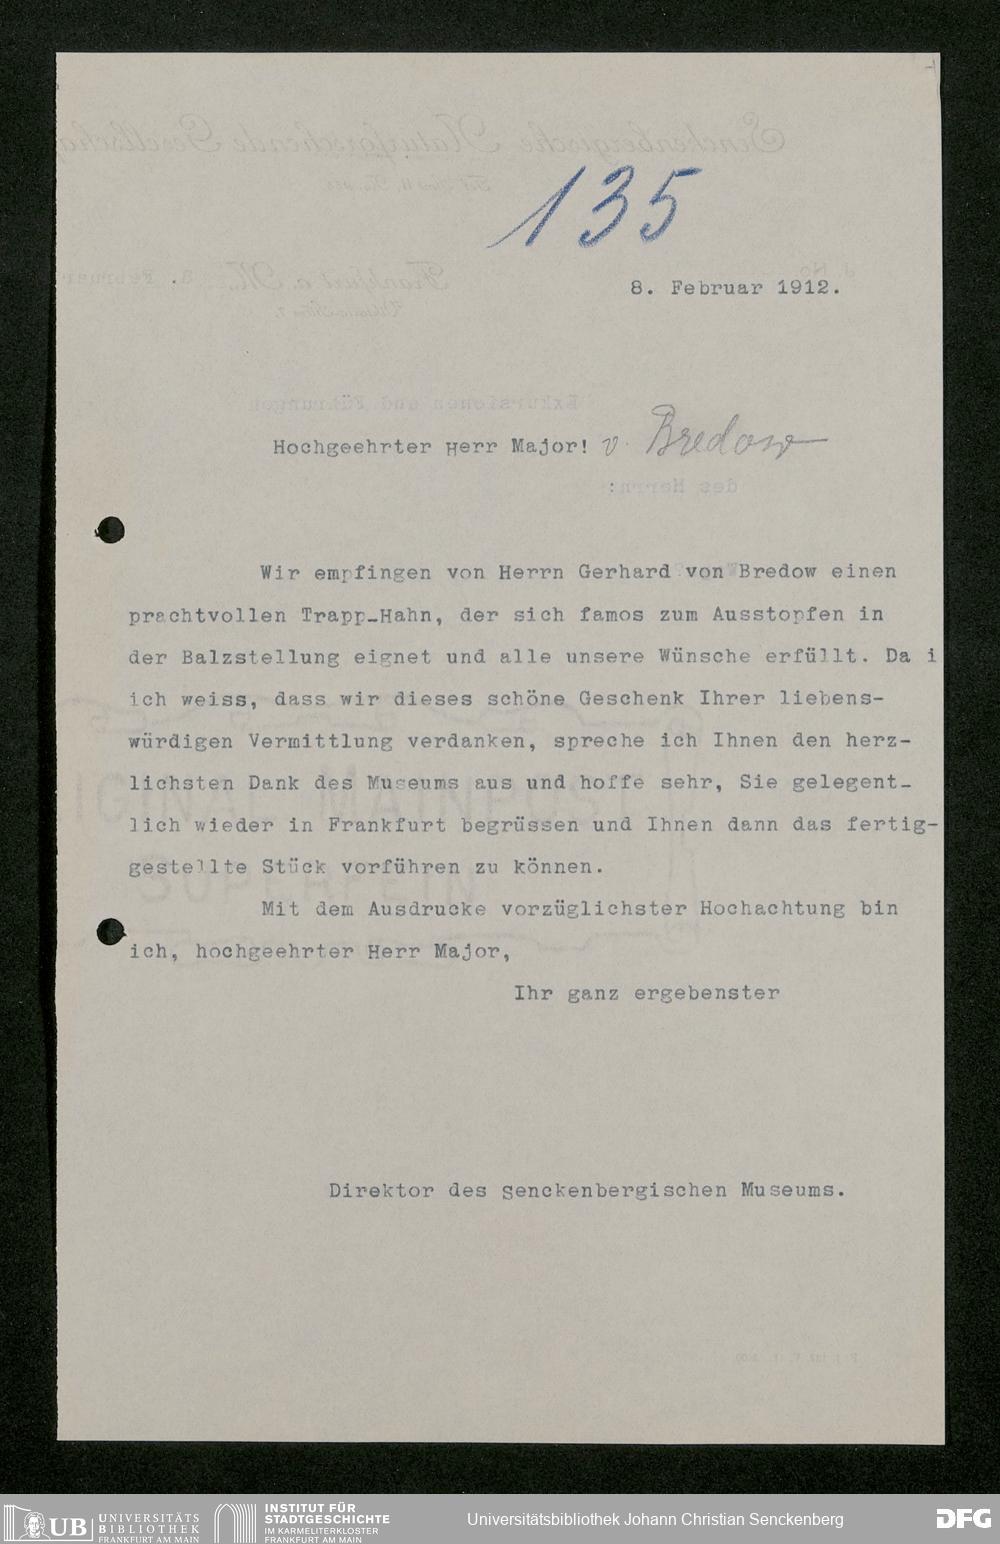 135
8. Februar 1912.
Hochgeehrter Herr Major! v. Bredow
Wir empfingen von Herrn Gerhard von Bredow einen
prachtvollen Trapp-Hahn, der sich famos zum Ausstopfen in
der Balzstellung eignet und alle unsere Wünsche erfüllt. Da i
ich weiss, dass wir dieses schöne Geschenk Ihrer liebens-
würdigen Vermittlung verdanken, spreche ich Ihnen den herz-
lichsten Dank des Museums aus und hoffe sehr, Sie gelegent-
lich wieder in Frankfurt begrüssen und Ihnen dann das fertig-
gestellte Stück vorführen zu können.
Mit dem Ausdrucke vorzüglichster Hochachtung bin
ich, hochgeehrter Herr Major,
Ihr ganz ergebenster
Direktor des Senckenbergischen Museums.
UB UNIVERSITÄTS
BIBLIOTHEK
FRANKFURT AM MAIN
INSTITUT FÜR
STADTGESCHICHTE
IM KARMELITERKLOSTER
FRANKFURT AM MAIN
Universitätsbibliothek Johann Christian Senckenberg
DFG